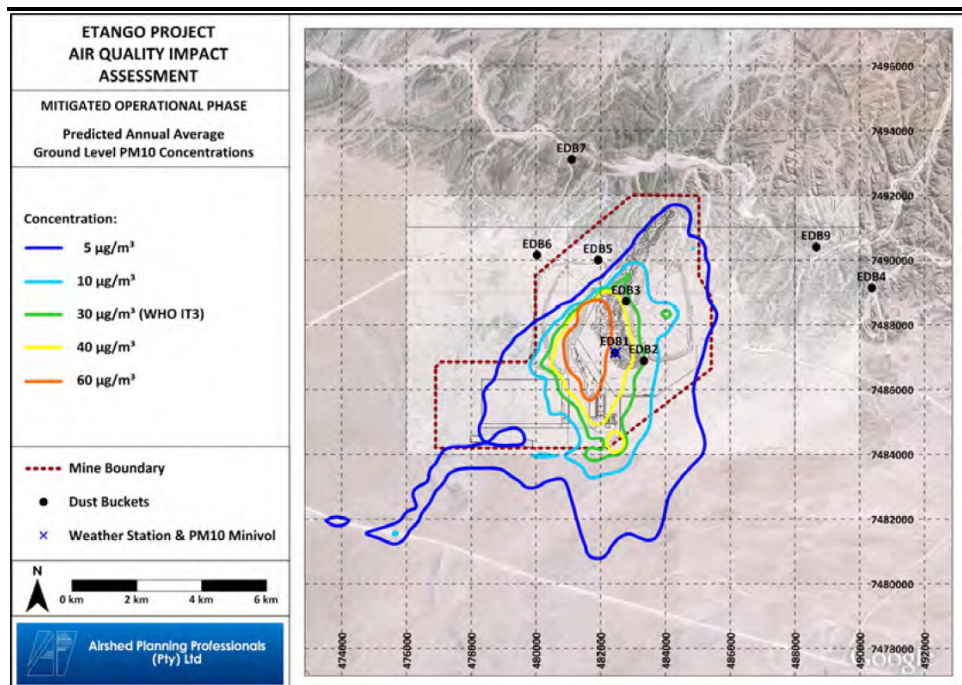 ETANGO PROJECT
AIR QUALITY IMPACT
ASSESSMENT
MITIGATED OPERATIONAL PHASE
Predicted Annual Average
Ground Level PM10 Concentrations
Concentration:
5 µg/m³
10 µg/m³
30 µg/m³ (WHO IT3)
40 µg/m³
60 µg/m³
Mine Boundary
Dust Buckets
Weather Station & PM10 Minivol
N
0 km 2 km 4 km 6 km
Airshed Planning Professionals
(Pty) Ltd
7496000
7494000
EDB7
7492000
EDB6
EDB5
EDB9
7490000
EDB4
EDB3
7488000
EDB1
EDB2
7486000
7484000
7482000
7480000
7478000
474000
476000
478000
480000
482000
484000
486000
488000
490000
492000
Google